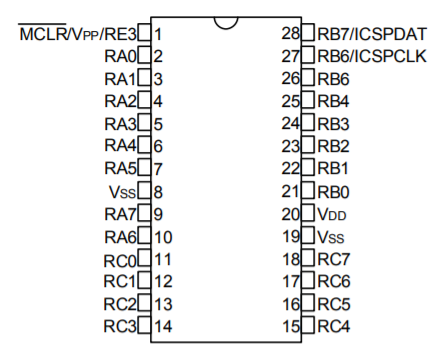 MCLR/VPP/RE3 1 28 RB7/ICSPDAT
RA0 2 27 RB6/ICSPCLK
RA1 3 26 RB6
RA2 4 25 RB4
RA3 5 24 RB3
RA4 6 23 RB2
RA5 7 22 RB1
VSS 8 21 RB0
RA7 9 20 VDD
RA6 10 19 VSS
RC0 11 18 RC7
RC1 12 17 RC6
RC2 13 16 RC5
RC3 14 15 RC4